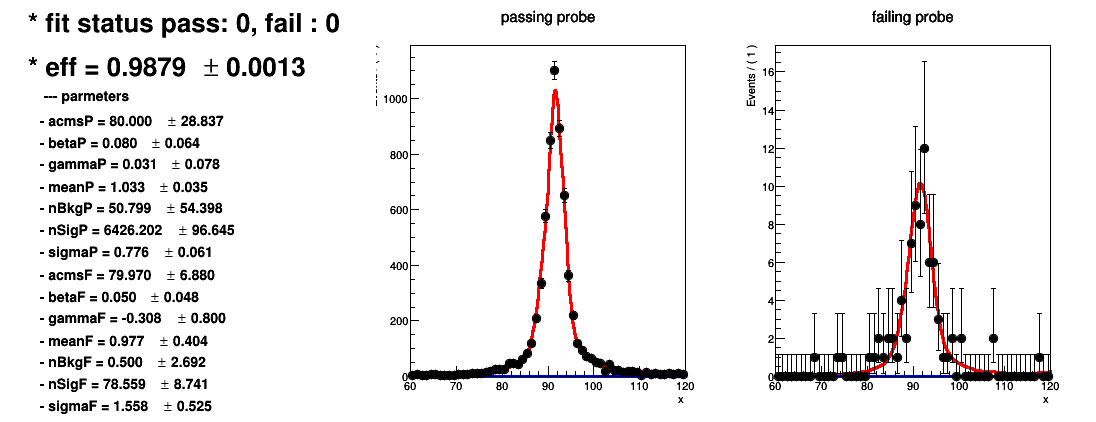 * fit status pass: 0, fail : 0
* eff = 0.9879 ± 0.0013
--- parmeters
- acmsP = 80.000 ± 28.837
- betaP = 0.080 ± 0.064
- gammaP = 0.031 ± 0.078
- meanP = 1.033 ± 0.035
- nBkgP = 50.799 ± 54.398
- nSigP = 6426.202 ± 96.645
- sigmaP = 0.776 ± 0.061
- acmsF = 79.970 ± 6.880
- betaF = 0.050 ± 0.048
- gammaF = -0.308 ± 0.800
- meanF = 0.977 ± 0.404
- nBkgF = 0.500 ± 2.692
- nSigF = 78.559 ± 8.741
- sigmaF = 1.558 ± 0.525
passing probe
1000
800
600
400
200
0
60 70 80 90 100 110 120
x
failing probe
Events / ( 1 )
16
14
12
10
8
6
4
2
0
60 70 80 90 100 110 120
x